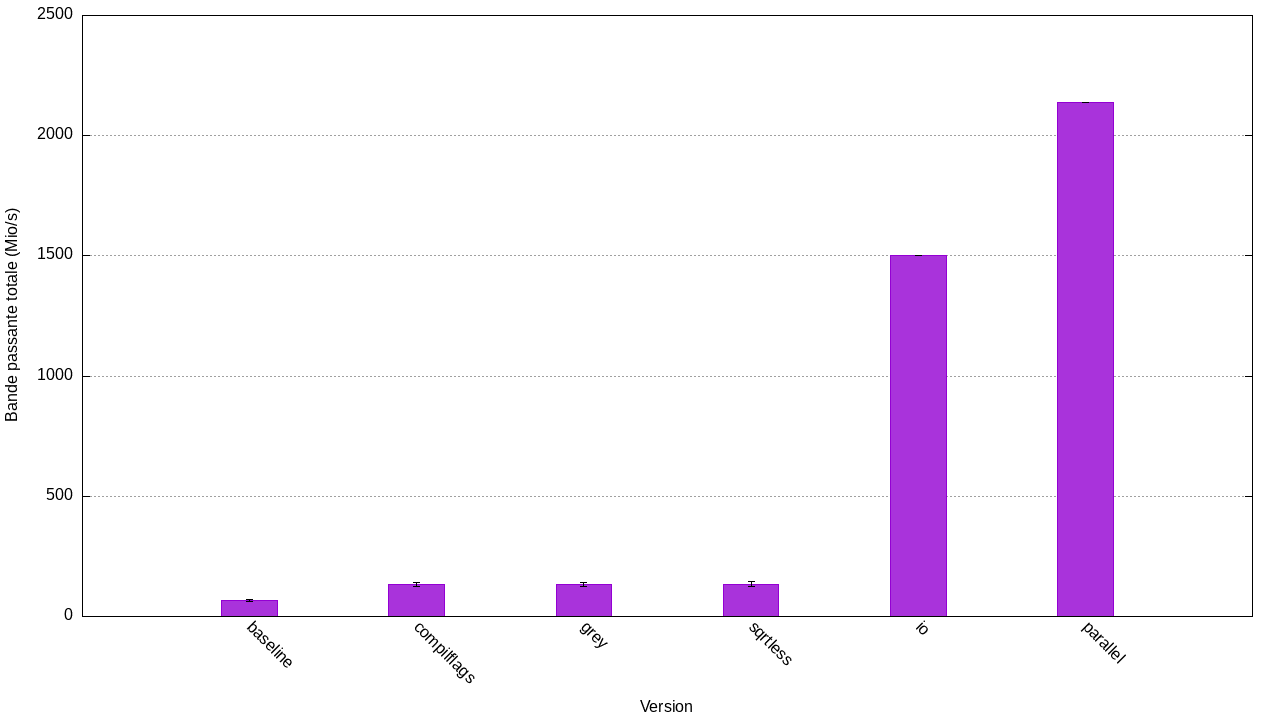 2500
2000
1500
1000
500
0
Bande passante totale (Mio/s)
baseline
compilflags
grey
sqrtless
io
parallel
Version